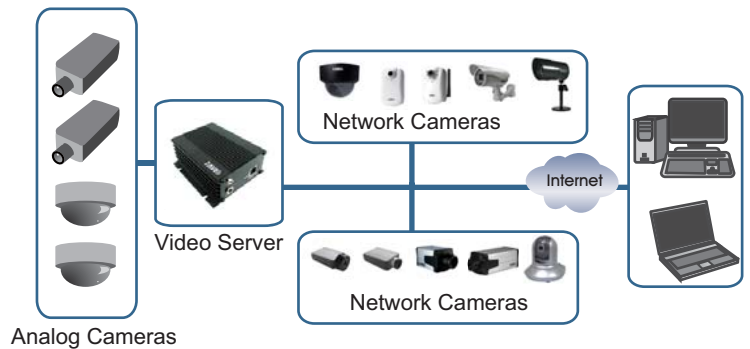 Network Cameras
Internet
Video Server
Network Cameras
Analog Cameras